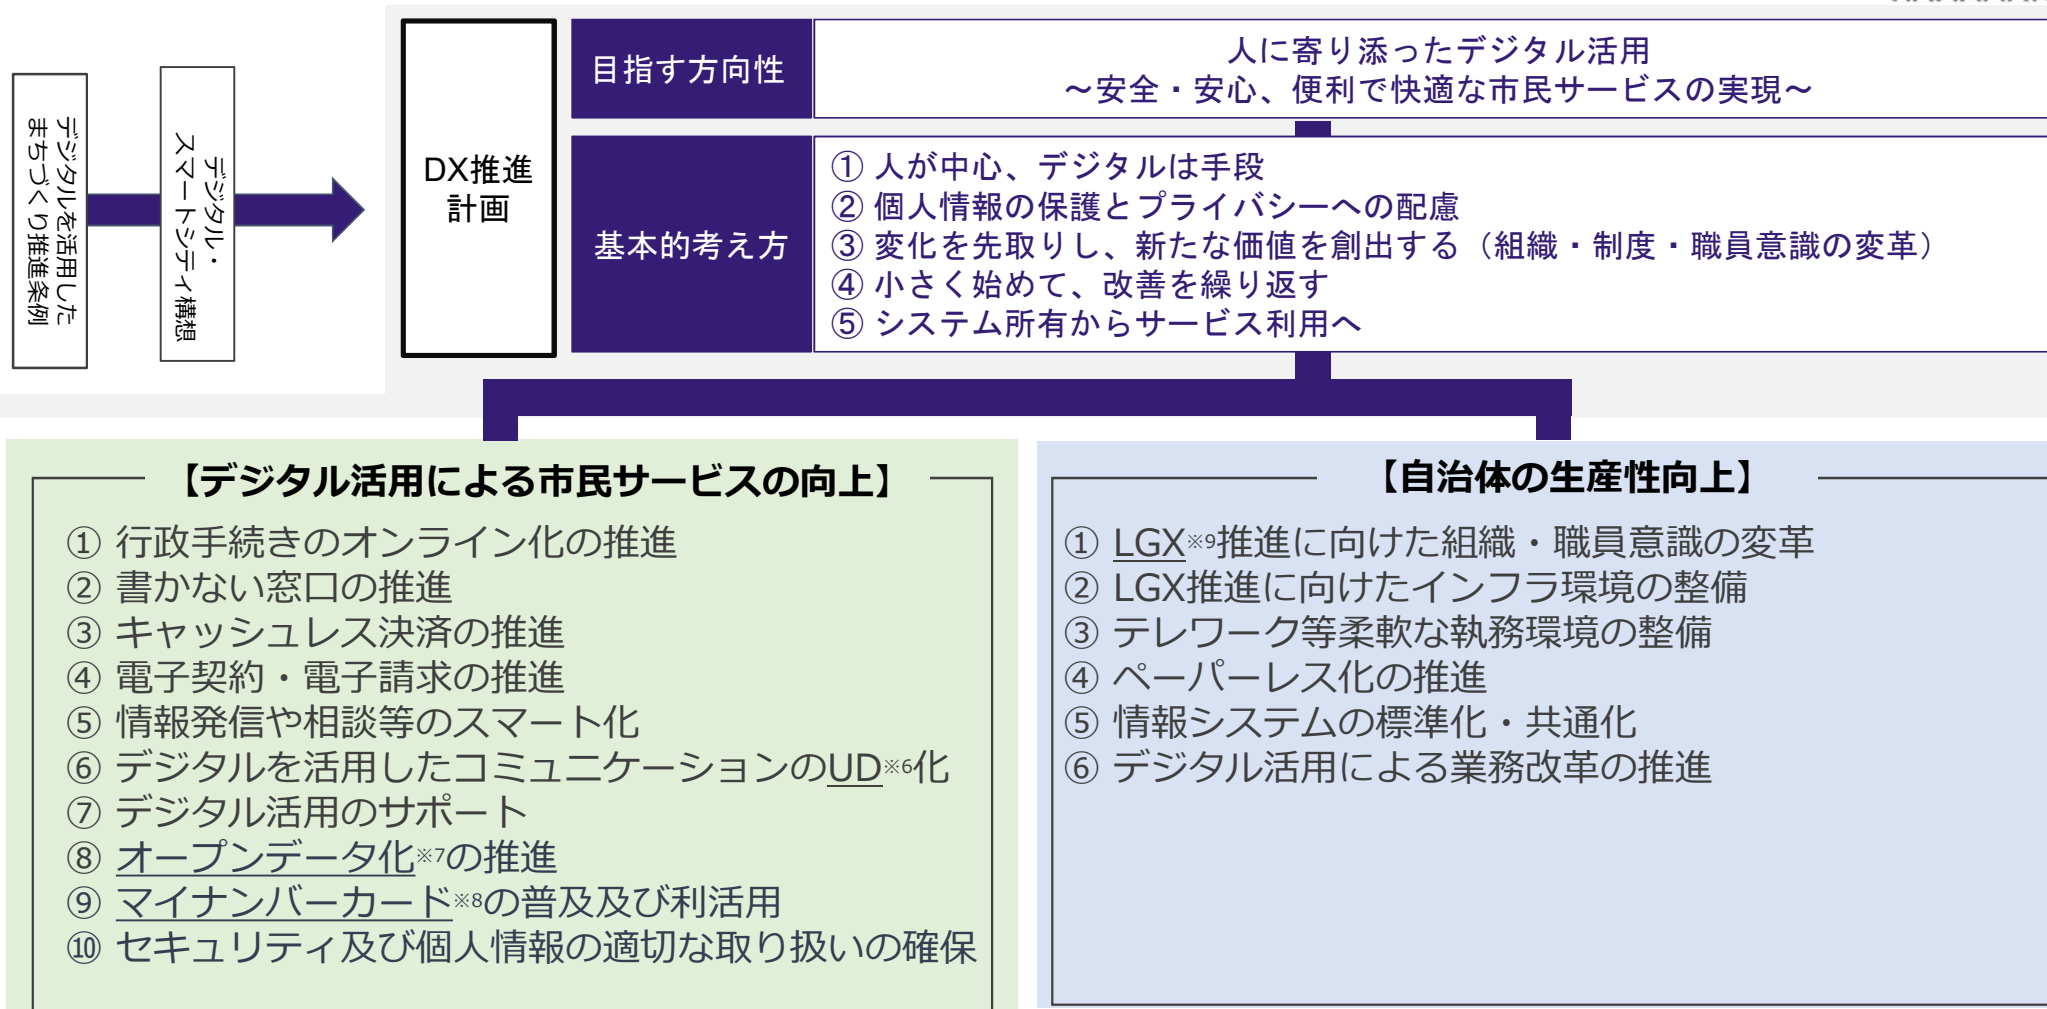 デジタルを活用した
まちづくり推進条例
デジタル・
スマートシティ構想
DX推進
計画
目指す方向性
人に寄り添ったデジタル活用
～安全・安心、便利で快適な市民サービスの実現～
基本的考え方
① 人が中心、デジタルは手段
② 個人情報の保護とプライバシーへの配慮
③ 変化を先取りし、新たな価値を創出する（組織・制度・職員意識の変革）
④ 小さく始めて、改善を繰り返す
⑤ システム所有からサービス利用へ
【デジタル活用による市民サービスの向上】
① 行政手続きのオンライン化の推進
② 書かない窓口の推進
③ キャッシュレス決済の推進
④ 電子契約・電子請求の推進
⑤ 情報発信や相談等のスマート化
⑥ デジタルを活用したコミュニケーションのUD※6化
⑦ デジタル活用のサポート
⑧ オープンデータ化※7の推進
⑨ マイナンバーカード※8の普及及び利活用
⑩ セキュリティ及び個人情報の適切な取り扱いの確保
【自治体の生産性向上】
① LGX※9推進に向けた組織・職員意識の変革
② LGX推進に向けたインフラ環境の整備
③ テレワーク等柔軟な執務環境の整備
④ ペーパーレス化の推進
⑤ 情報システムの標準化・共通化
⑥ デジタル活用による業務改革の推進